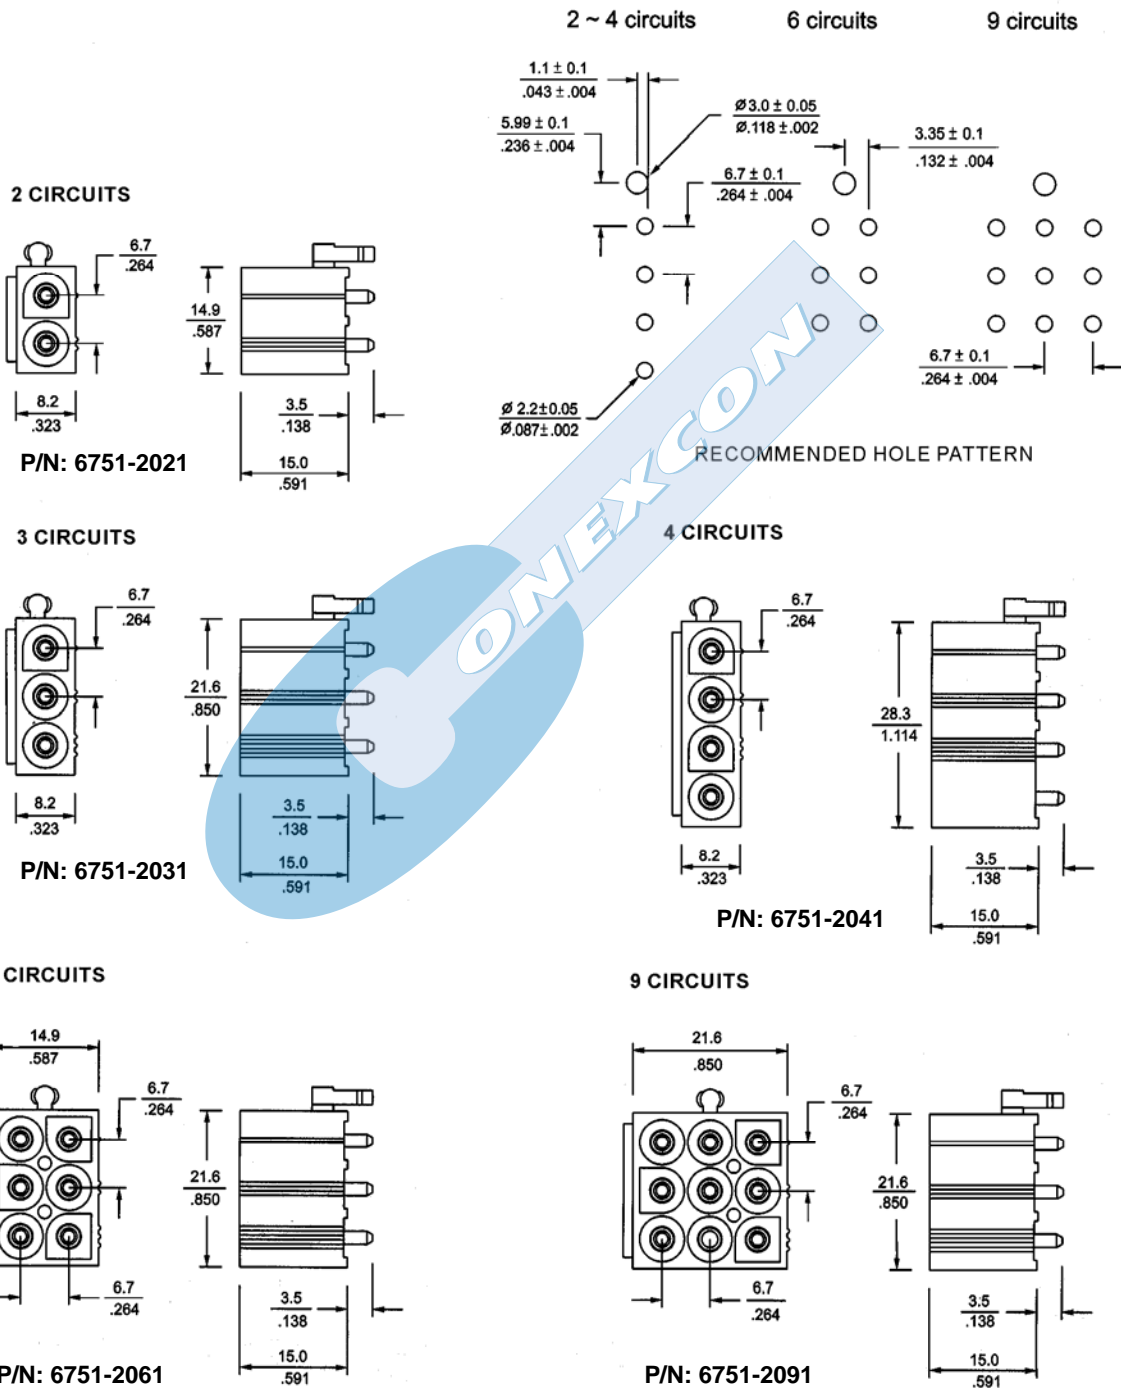 2 ~ 4 circuits
6 circuits
9 circuits
1.1 ± 0.1
.043 ± .004
Ø 3.0 ± 0.05
Ø.118 ± .002
5.99 ± 0.1
.236 ± .004
3.35 ± 0.1
.132 ± .004
6.7 ± 0.1
.264 ± .004
6.7 ± 0.1
.264 ± .004
Ø 2.2±0.05
Ø.087±.002
RECOMMENDED HOLE PATTERN
2 CIRCUITS
6.7
.264
14.9
.587
8.2
.323
3.5
.138
15.0
.591
P/N: 6751-2021
ONEXCON
3 CIRCUITS
6.7
.264
21.6
.850
8.2
.323
3.5
.138
15.0
.591
P/N: 6751-2031
4 CIRCUITS
6.7
.264
28.3
1.114
8.2
.323
3.5
.138
15.0
.591
P/N: 6751-2041
CIRCUITS
14.9
.587
6.7
.264
21.6
.850
6.7
.264
3.5
.138
15.0
.591
P/N: 6751-2061
9 CIRCUITS
21.6
.850
6.7
.264
21.6
.850
6.7
.264
3.5
.138
15.0
.591
P/N: 6751-2091